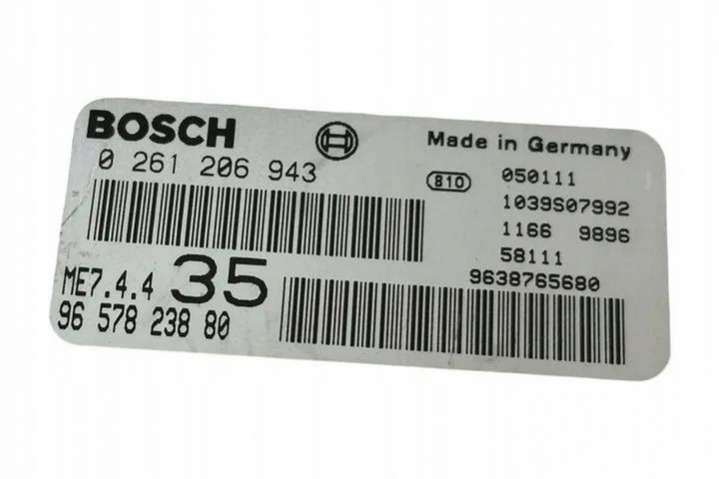 BOSCH
Made in Germany
0 261 206 943
810
050111
1039S07992
1166 9896
58111
9638765680
ME7.4.4 35
96 578 238 80